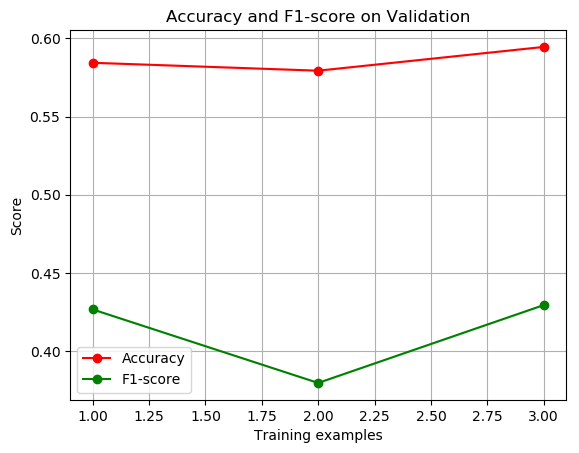 Accuracy and F1-score on Validation
0.60
0.55
0.50
0.45
0.40
Score
Accuracy
F1-score
1.00 1.25 1.50 1.75 2.00 2.25 2.50 2.75 3.00
Training examples